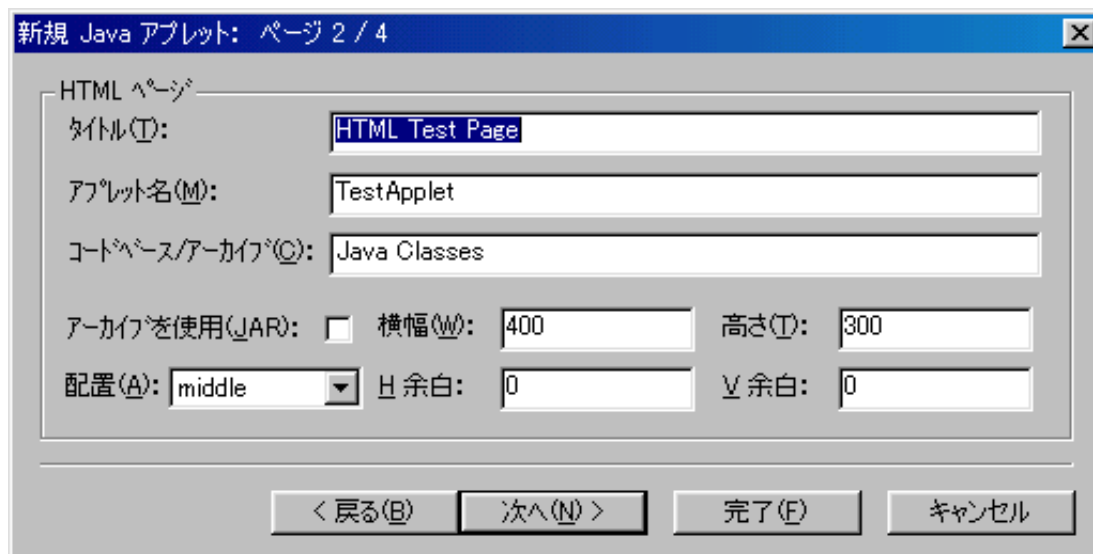 新規 Java アプレット: ページ 2 / 4
HTML ﾍﾟｰｼﾞ
ﾀｲﾄﾙ(T): HTML Test Page
ｱﾌﾟﾚｯﾄ名(M): TestApplet
ｺｰﾄﾞﾍﾞｰｽ/ｱｰｶｲﾌﾞ(C): Java Classes
ｱｰｶｲﾌﾞを使用(JAR): 横幅(W): 400 高さ(T): 300
配置(A): middle H 余白: 0 V 余白: 0
< 戻る(B) 次へ(N) > 完了(F) ｷｬﾝｾﾙ